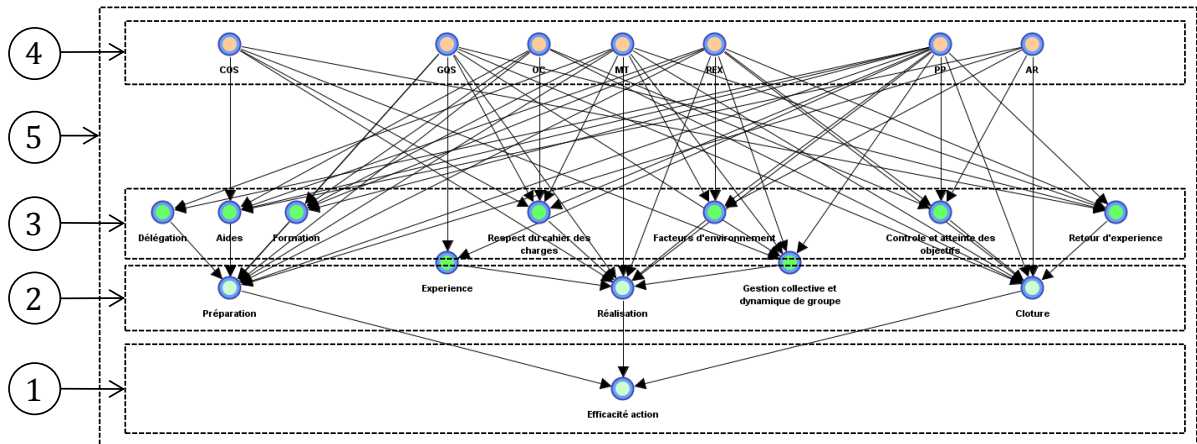 4
COS
GQS
OC
MT
REX
PP
AR
5
3
Délégation
Aides
Formation
Respect du cahier des
charges
Facteurs d'environnement
Controle et atteinte des
objectifs
Retour d'experience
2
Experience
Gestion collective et
dynamique de groupe
Préparation
Réalisation
Cloture
1
Efficacité action